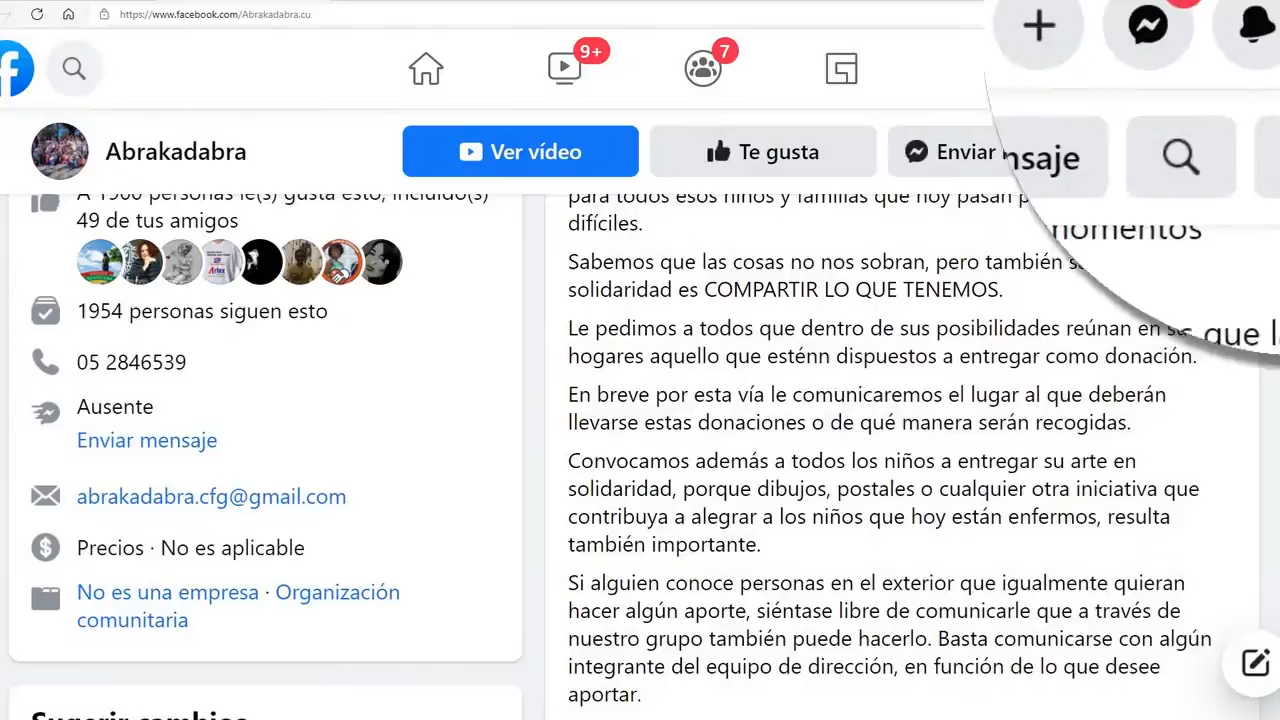 https://www.facebook.com/Abrakadabra.cu
9+
7
Abrakadabra
Ver vídeo
Te gusta
Enviar
nsaje
A 1900 personas le(s) gusta esto, incluido(s)
49 de tus amigos
1954 personas siguen esto
05 2846539
Ausente
Enviar mensaje
abrakadabra.cfg@gmail.com
Precios · No es aplicable
No es una empresa · Organización
comunitaria
Sugerir cambios
para todos esos niños y familias que hoy pasan
momentos
difíciles.
Sabemos que las cosas no nos sobran, pero también
que
solidaridad es COMPARTIR LO QUE TENEMOS.
Le pedimos a todos que dentro de sus posibilidades reúnan en
hogares aquello que esténn dispuestos a entregar como donación.
En breve por esta vía le comunicaremos el lugar al que deberán
llevarse estas donaciones o de qué manera serán recogidas.
Convocamos además a todos los niños a entregar su arte en
solidaridad, porque dibujos, postales o cualquier otra iniciativa que
contribuya a alegrar a los niños que hoy están enfermos, resulta
también importante.
Si alguien conoce personas en el exterior que igualmente quieran
hacer algún aporte, siéntase libre de comunicarle que a través de
nuestro grupo también puede hacerlo. Basta comunicarse con algún
integrante del equipo de dirección, en función de lo que desee
aportar.